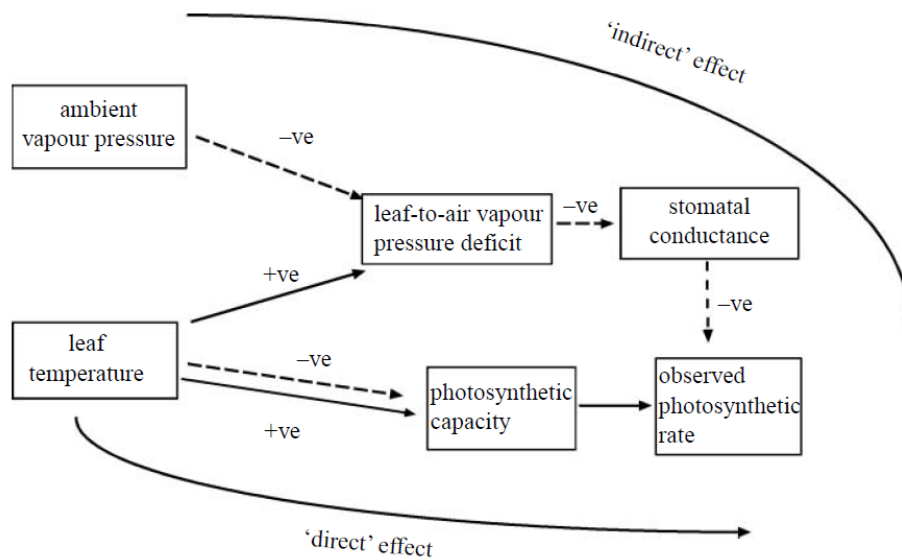 'indirect' effect
ambient
vapour pressure
–ve
leaf-to-air vapour
pressure deficit
–ve
stomatal
conductance
+ve
–ve
leaf
temperature
–ve
+ve
photosynthetic
capacity
observed
photosynthetic
rate
'direct' effect